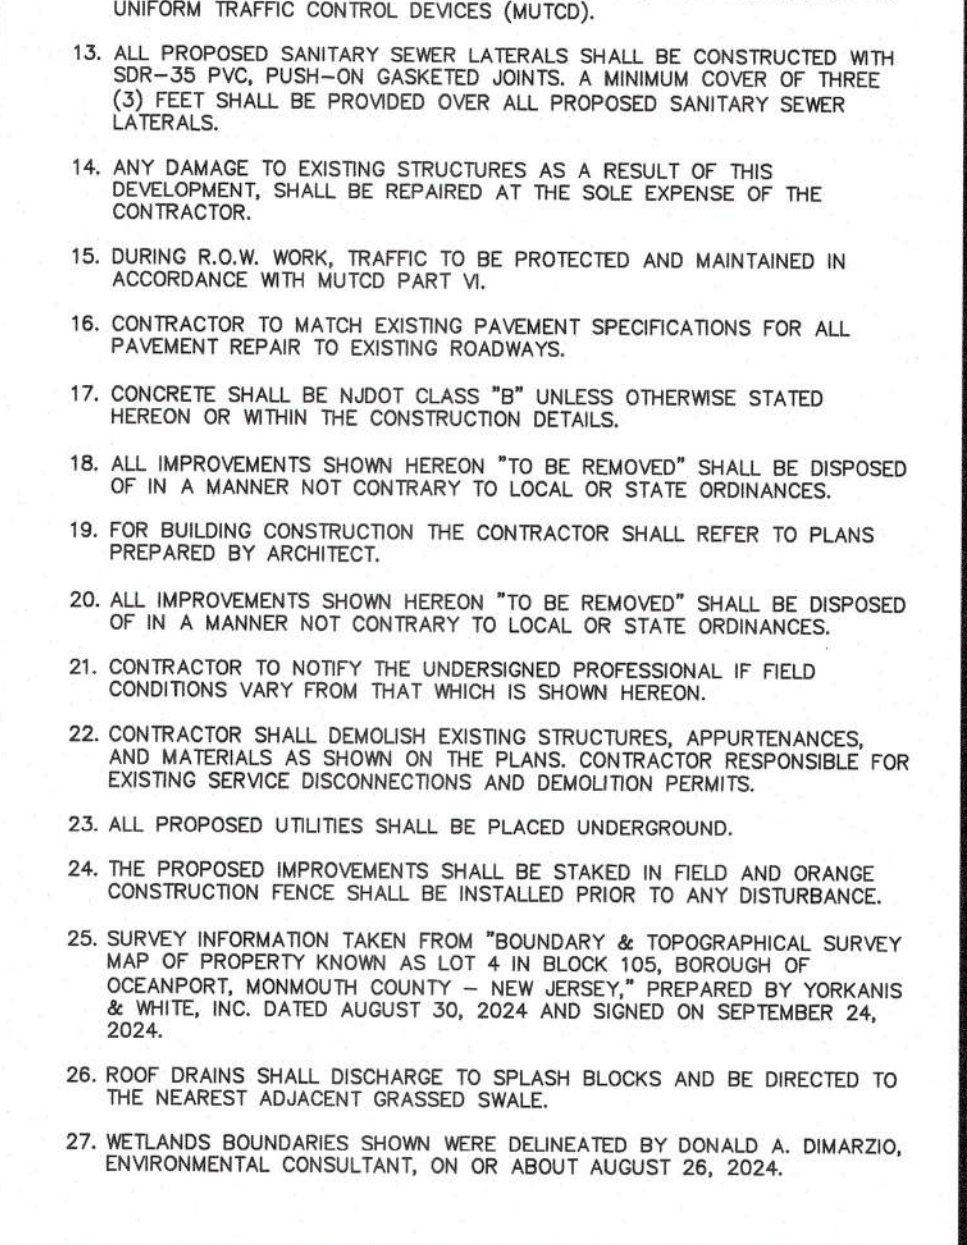 UNIFORM TRAFFIC CONTROL DEVICES (MUTCD).
13. ALL PROPOSED SANITARY SEWER LATERALS SHALL BE CONSTRUCTED WITH
SDR-35 PVC, PUSH-ON GASKETED JOINTS. A MINIMUM COVER OF THREE
(3) FEET SHALL BE PROVIDED OVER ALL PROPOSED SANITARY SEWER
LATERALS.
14. ANY DAMAGE TO EXISTING STRUCTURES AS A RESULT OF THIS
DEVELOPMENT, SHALL BE REPAIRED AT THE SOLE EXPENSE OF THE
CONTRACTOR.
15. DURING R.O.W. WORK, TRAFFIC TO BE PROTECTED AND MAINTAINED IN
ACCORDANCE WITH MUTCD PART VI.
16. CONTRACTOR TO MATCH EXISTING PAVEMENT SPECIFICATIONS FOR ALL
PAVEMENT REPAIR TO EXISTING ROADWAYS.
17. CONCRETE SHALL BE NJDOT CLASS "B" UNLESS OTHERWISE STATED
HEREON OR WITHIN THE CONSTRUCTION DETAILS.
18. ALL IMPROVEMENTS SHOWN HEREON "TO BE REMOVED" SHALL BE DISPOSED
OF IN A MANNER NOT CONTRARY TO LOCAL OR STATE ORDINANCES.
19. FOR BUILDING CONSTRUCTION THE CONTRACTOR SHALL REFER TO PLANS
PREPARED BY ARCHITECT.
20. ALL IMPROVEMENTS SHOWN HEREON "TO BE REMOVED" SHALL BE DISPOSED
OF IN A MANNER NOT CONTRARY TO LOCAL OR STATE ORDINANCES.
21. CONTRACTOR TO NOTIFY THE UNDERSIGNED PROFESSIONAL IF FIELD
CONDITIONS VARY FROM THAT WHICH IS SHOWN HEREON.
22. CONTRACTOR SHALL DEMOLISH EXISTING STRUCTURES, APPURTENANCES,
AND MATERIALS AS SHOWN ON THE PLANS. CONTRACTOR RESPONSIBLE FOR
EXISTING SERVICE DISCONNECTIONS AND DEMOLITION PERMITS.
23. ALL PROPOSED UTILITIES SHALL BE PLACED UNDERGROUND.
24. THE PROPOSED IMPROVEMENTS SHALL BE STAKED IN FIELD AND ORANGE
CONSTRUCTION FENCE SHALL BE INSTALLED PRIOR TO ANY DISTURBANCE.
25. SURVEY INFORMATION TAKEN FROM "BOUNDARY & TOPOGRAPHICAL SURVEY
MAP OF PROPERTY KNOWN AS LOT 4 IN BLOCK 105, BOROUGH OF
OCEANPORT, MONMOUTH COUNTY - NEW JERSEY," PREPARED BY YORKANIS
& WHITE, INC. DATED AUGUST 30, 2024 AND SIGNED ON SEPTEMBER 24,
2024.
26. ROOF DRAINS SHALL DISCHARGE TO SPLASH BLOCKS AND BE DIRECTED TO
THE NEAREST ADJACENT GRASSED SWALE.
27. WETLANDS BOUNDARIES SHOWN WERE DELINEATED BY DONALD A. DIMARZIO,
ENVIRONMENTAL CONSULTANT, ON OR ABOUT AUGUST 26, 2024.